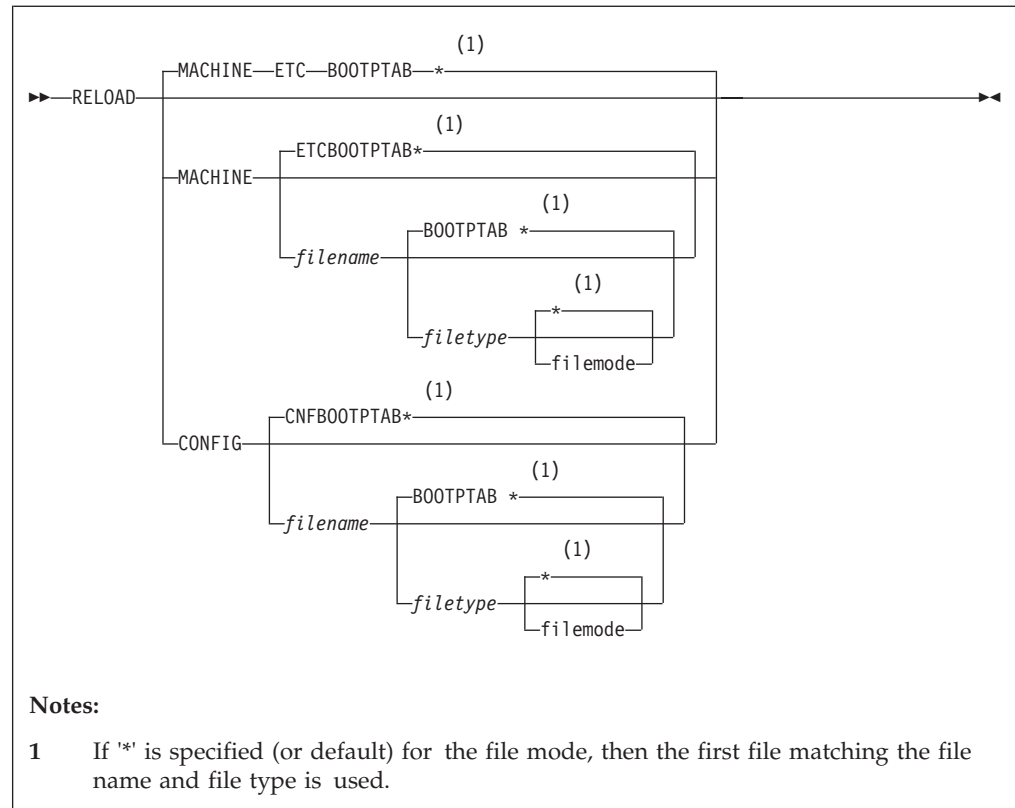 (1)
MACHINE ETC BOOTPTAB *
RELOAD
(1)
ETCBOOTPTAB*
MACHINE
(1)
BOOTPTAB *
filename
(1)
*
filetype
filemode
(1)
CNFBOOTPTAB*
CONFIG
(1)
BOOTPTAB *
filename
(1)
*
filetype
filemode
Notes:
1 If '*' is specified (or default) for the file mode, then the first file matching the file
name and file type is used.